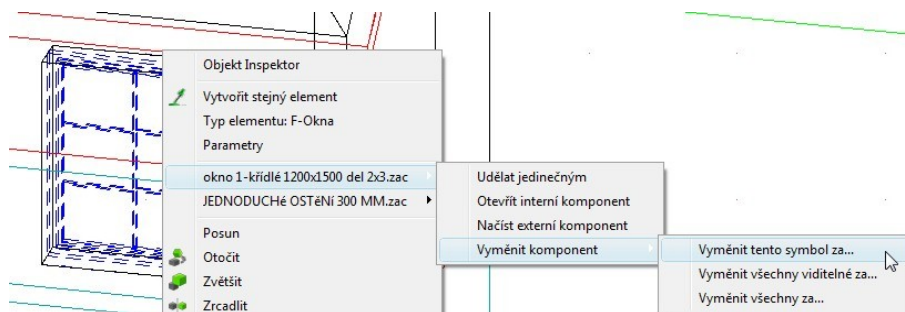 Objekt Inspektor
Vytvořit stejný element
Typ elementu: F-Okna
Parametry
okno 1-křídlé 1200x1500 del 2x3.zac
JEDNODUCHé OSTěNí 300 MM.zac
Posun
Otočit
Zvětšit
Zrcadlit
Udělat jedinečným
Otevřít interní komponent
Načíst externí komponent
Vyměnit komponent
Vyměnit tento symbol za...
Vyměnit všechny viditelné za...
Vyměnit všechny za...